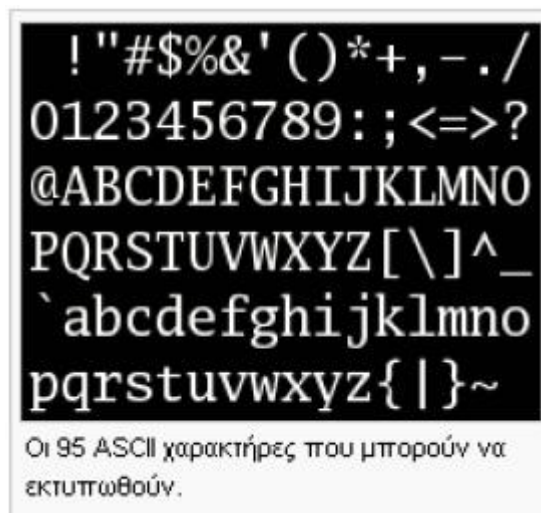 !"#$%&'()*+,-./
0123456789:;<=>?
@ABCDEFGHIJKLMNO
PQRSTUVWXYZ[\]^_
`abcdefghijklmno
pqrstuvwxyz{|}~
Οι 95 ASCII χαρακτήρες που μπορούν να
εκτυπωθούν.